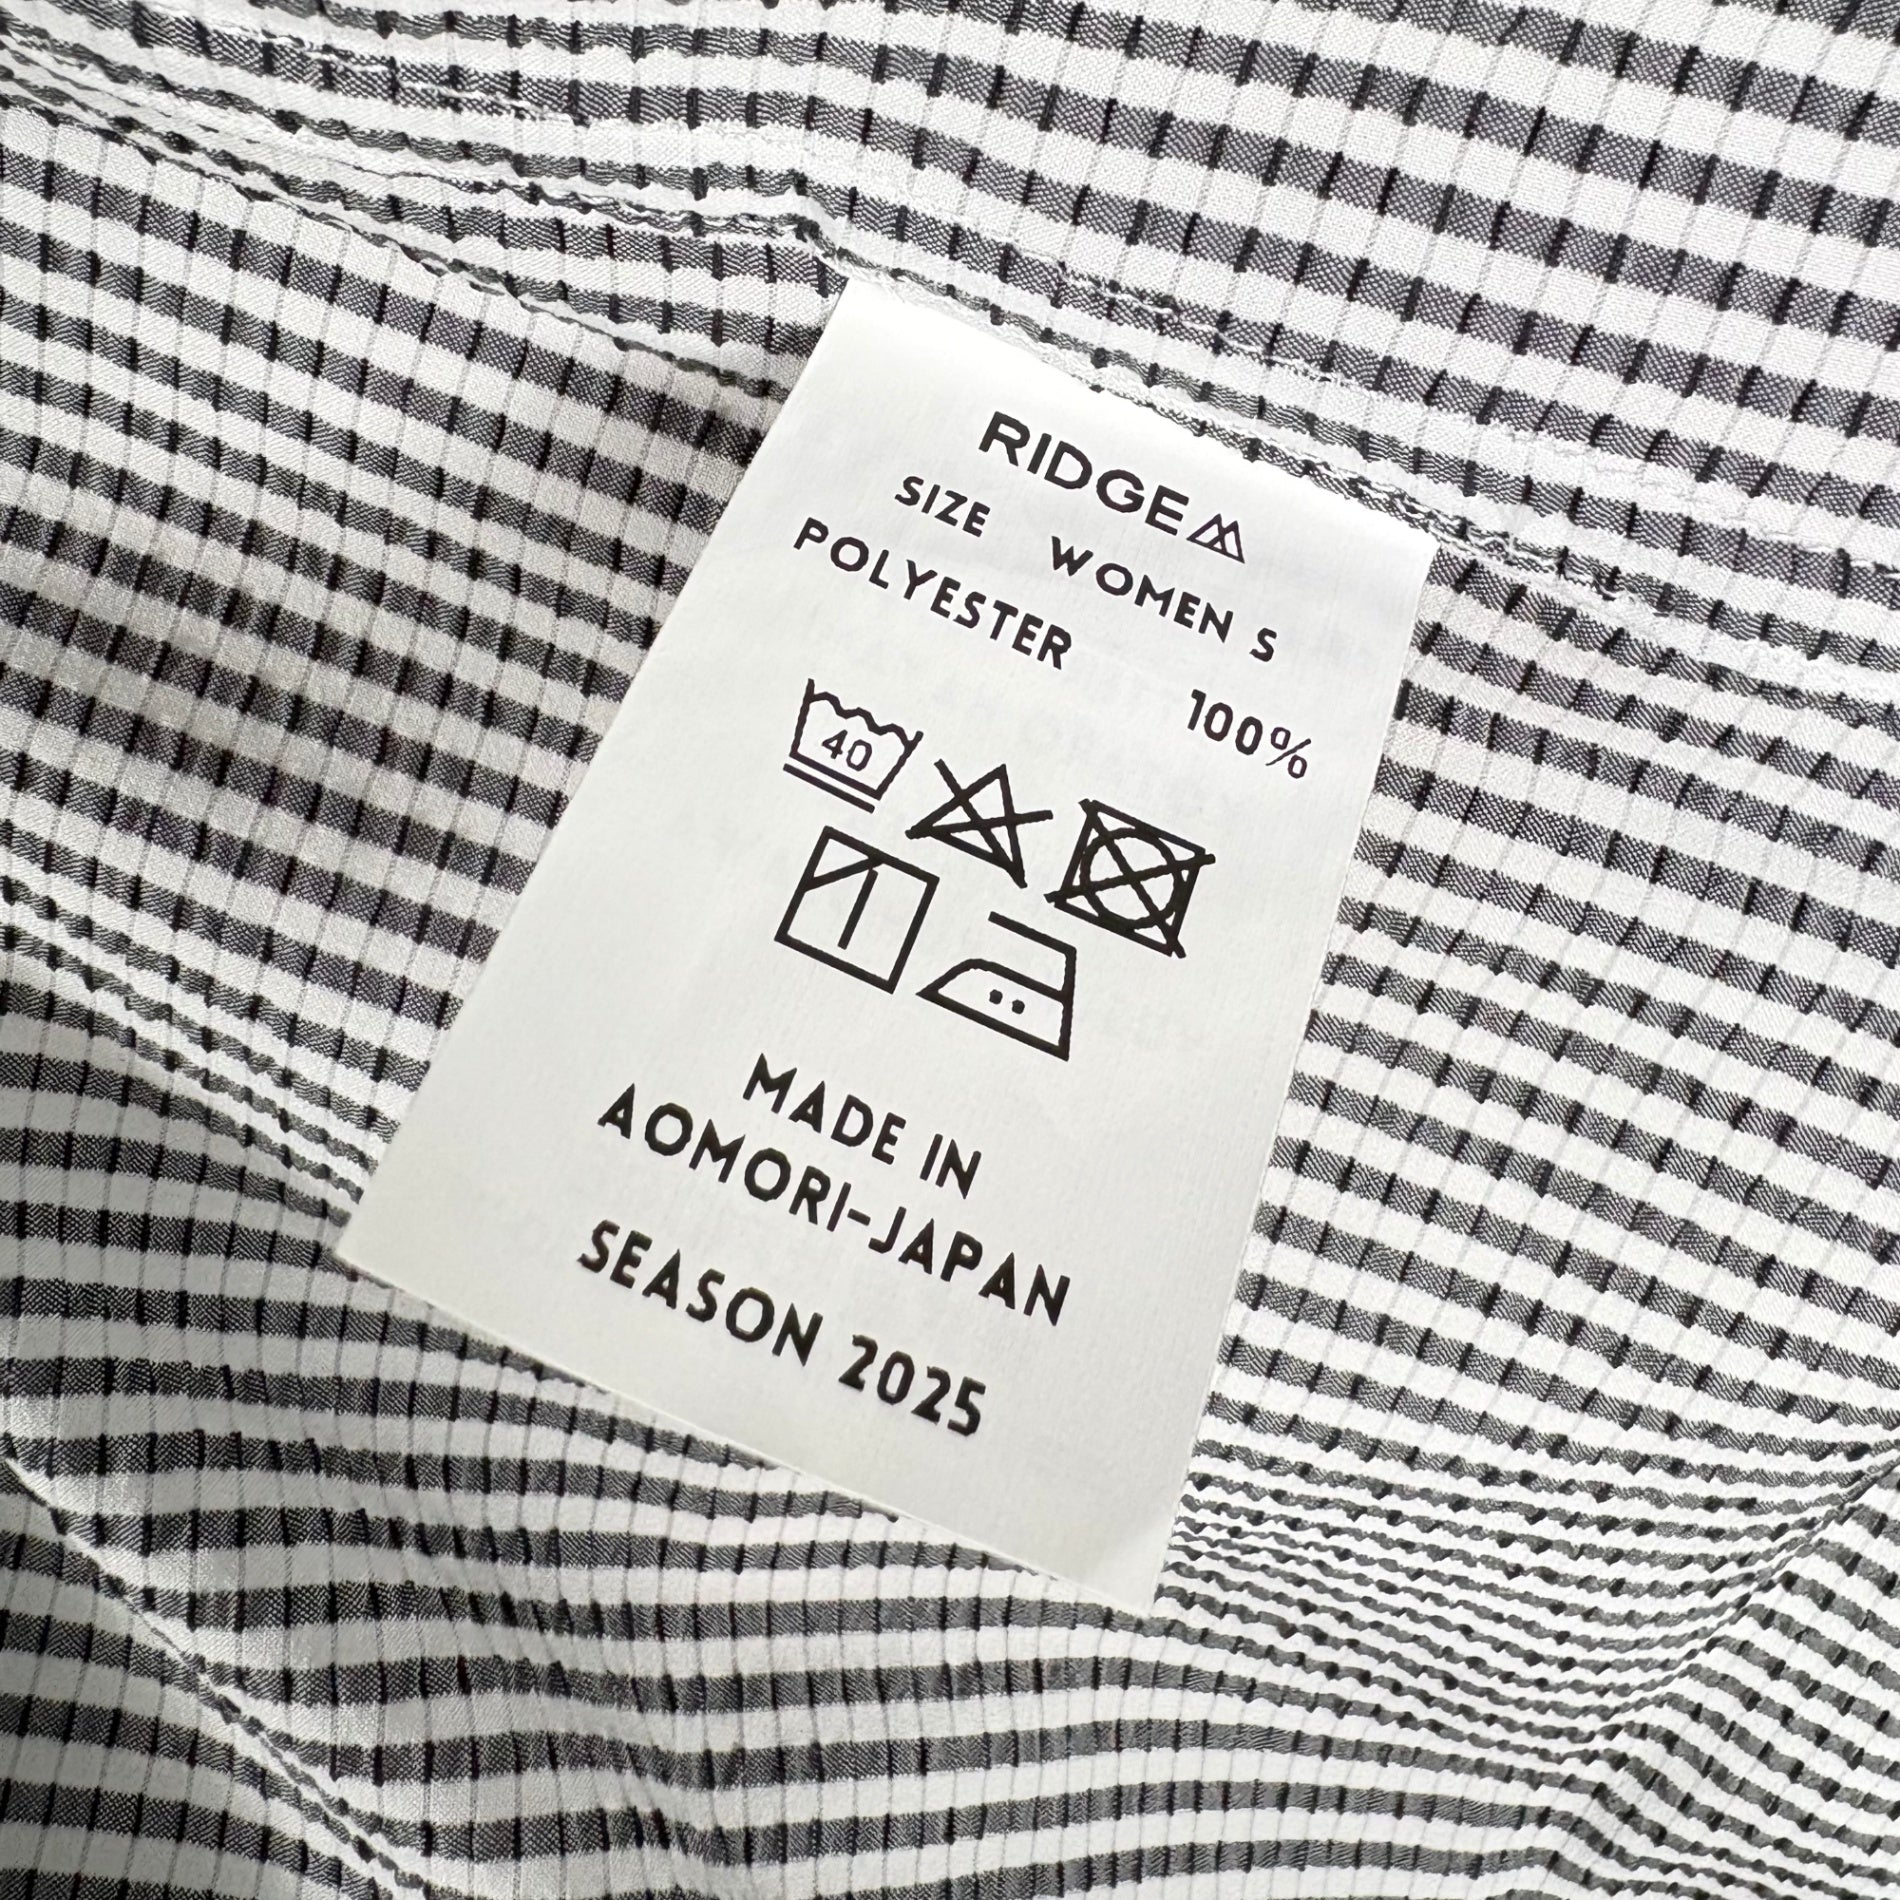 RIDGE
SIZE WOMEN S
POLYESTER 100%
40
MADE IN
AOMORI-JAPAN
SEASON 2025